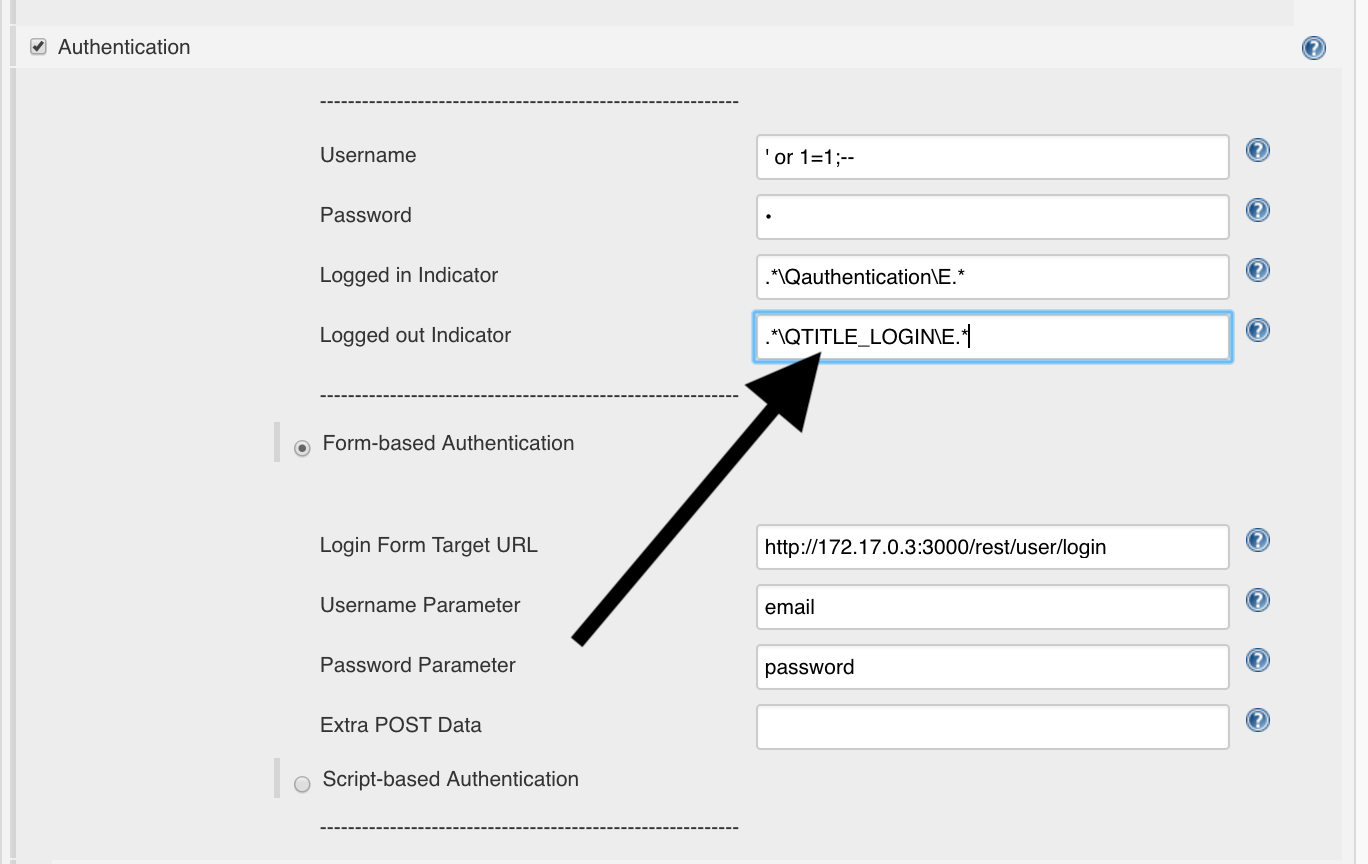 Authentication
------------------------------------------------------------
Username ' or 1=1;--
Password •
Logged in Indicator .*\Qauthentication\E.*
Logged out Indicator .*\QTITLE_LOGIN\E.*
------------------------------------------------------------
Form-based Authentication
Login Form Target URL http://172.17.0.3:3000/rest/user/login
Username Parameter email
Password Parameter password
Extra POST Data
Script-based Authentication
------------------------------------------------------------